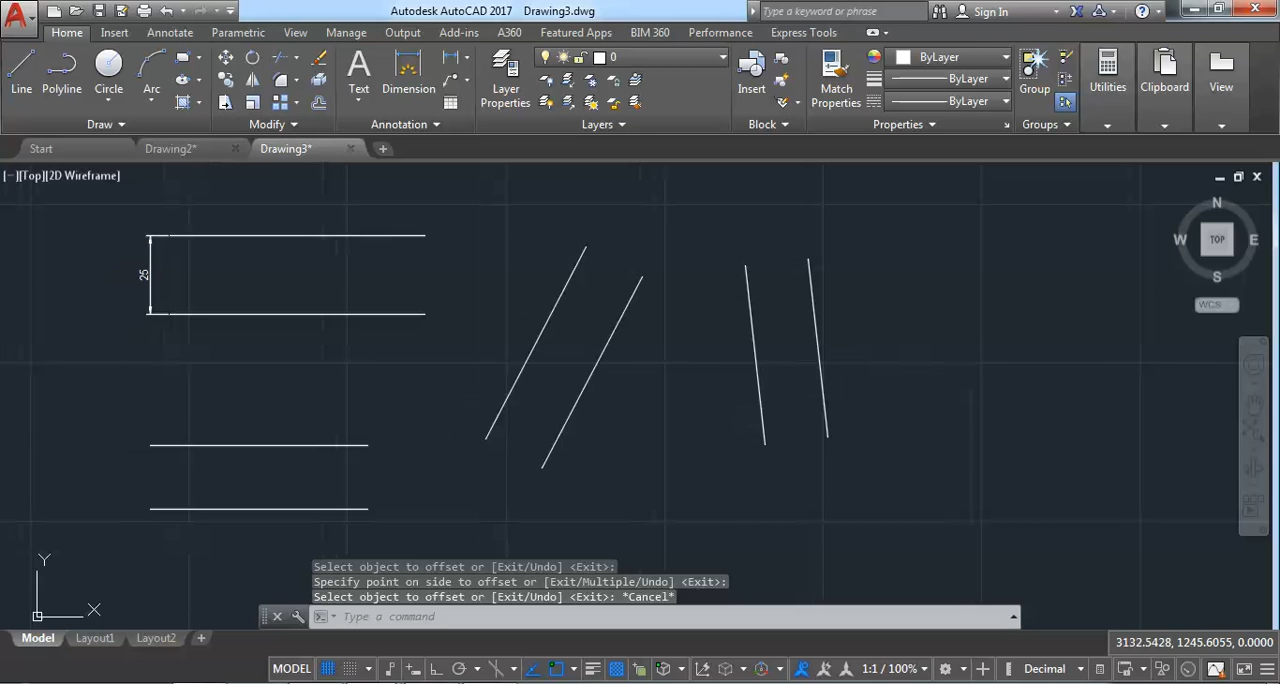 Autodesk AutoCAD 2017 Drawing3.dwg
Type a keyword or phrase
Sign In
Home Insert Annotate Parametric View Manage Output Add-ins A360 Featured Apps BIM 360 Performance Express Tools
0
ByLayer
ByLayer
ByLayer
Line Polyline Circle Arc Text Dimension Layer Properties Insert Match Properties Group Utilities Clipboard View
Draw Modify Annotation Layers Block Properties Groups
Start Drawing2* Drawing3*
[−][Top][2D Wireframe]
N
W TOP E
S
WCS
25
Y
X
Select object to offset or [Exit/Undo] <Exit>:
Specify point on side to offset or [Exit/Multiple/Undo] <Exit>:
Select object to offset or [Exit/Undo] <Exit>: *Cancel*
Type a command
Model Layout1 Layout2
3132.5428, 1245.6055, 0.0000
MODEL 1:1 / 100% Decimal